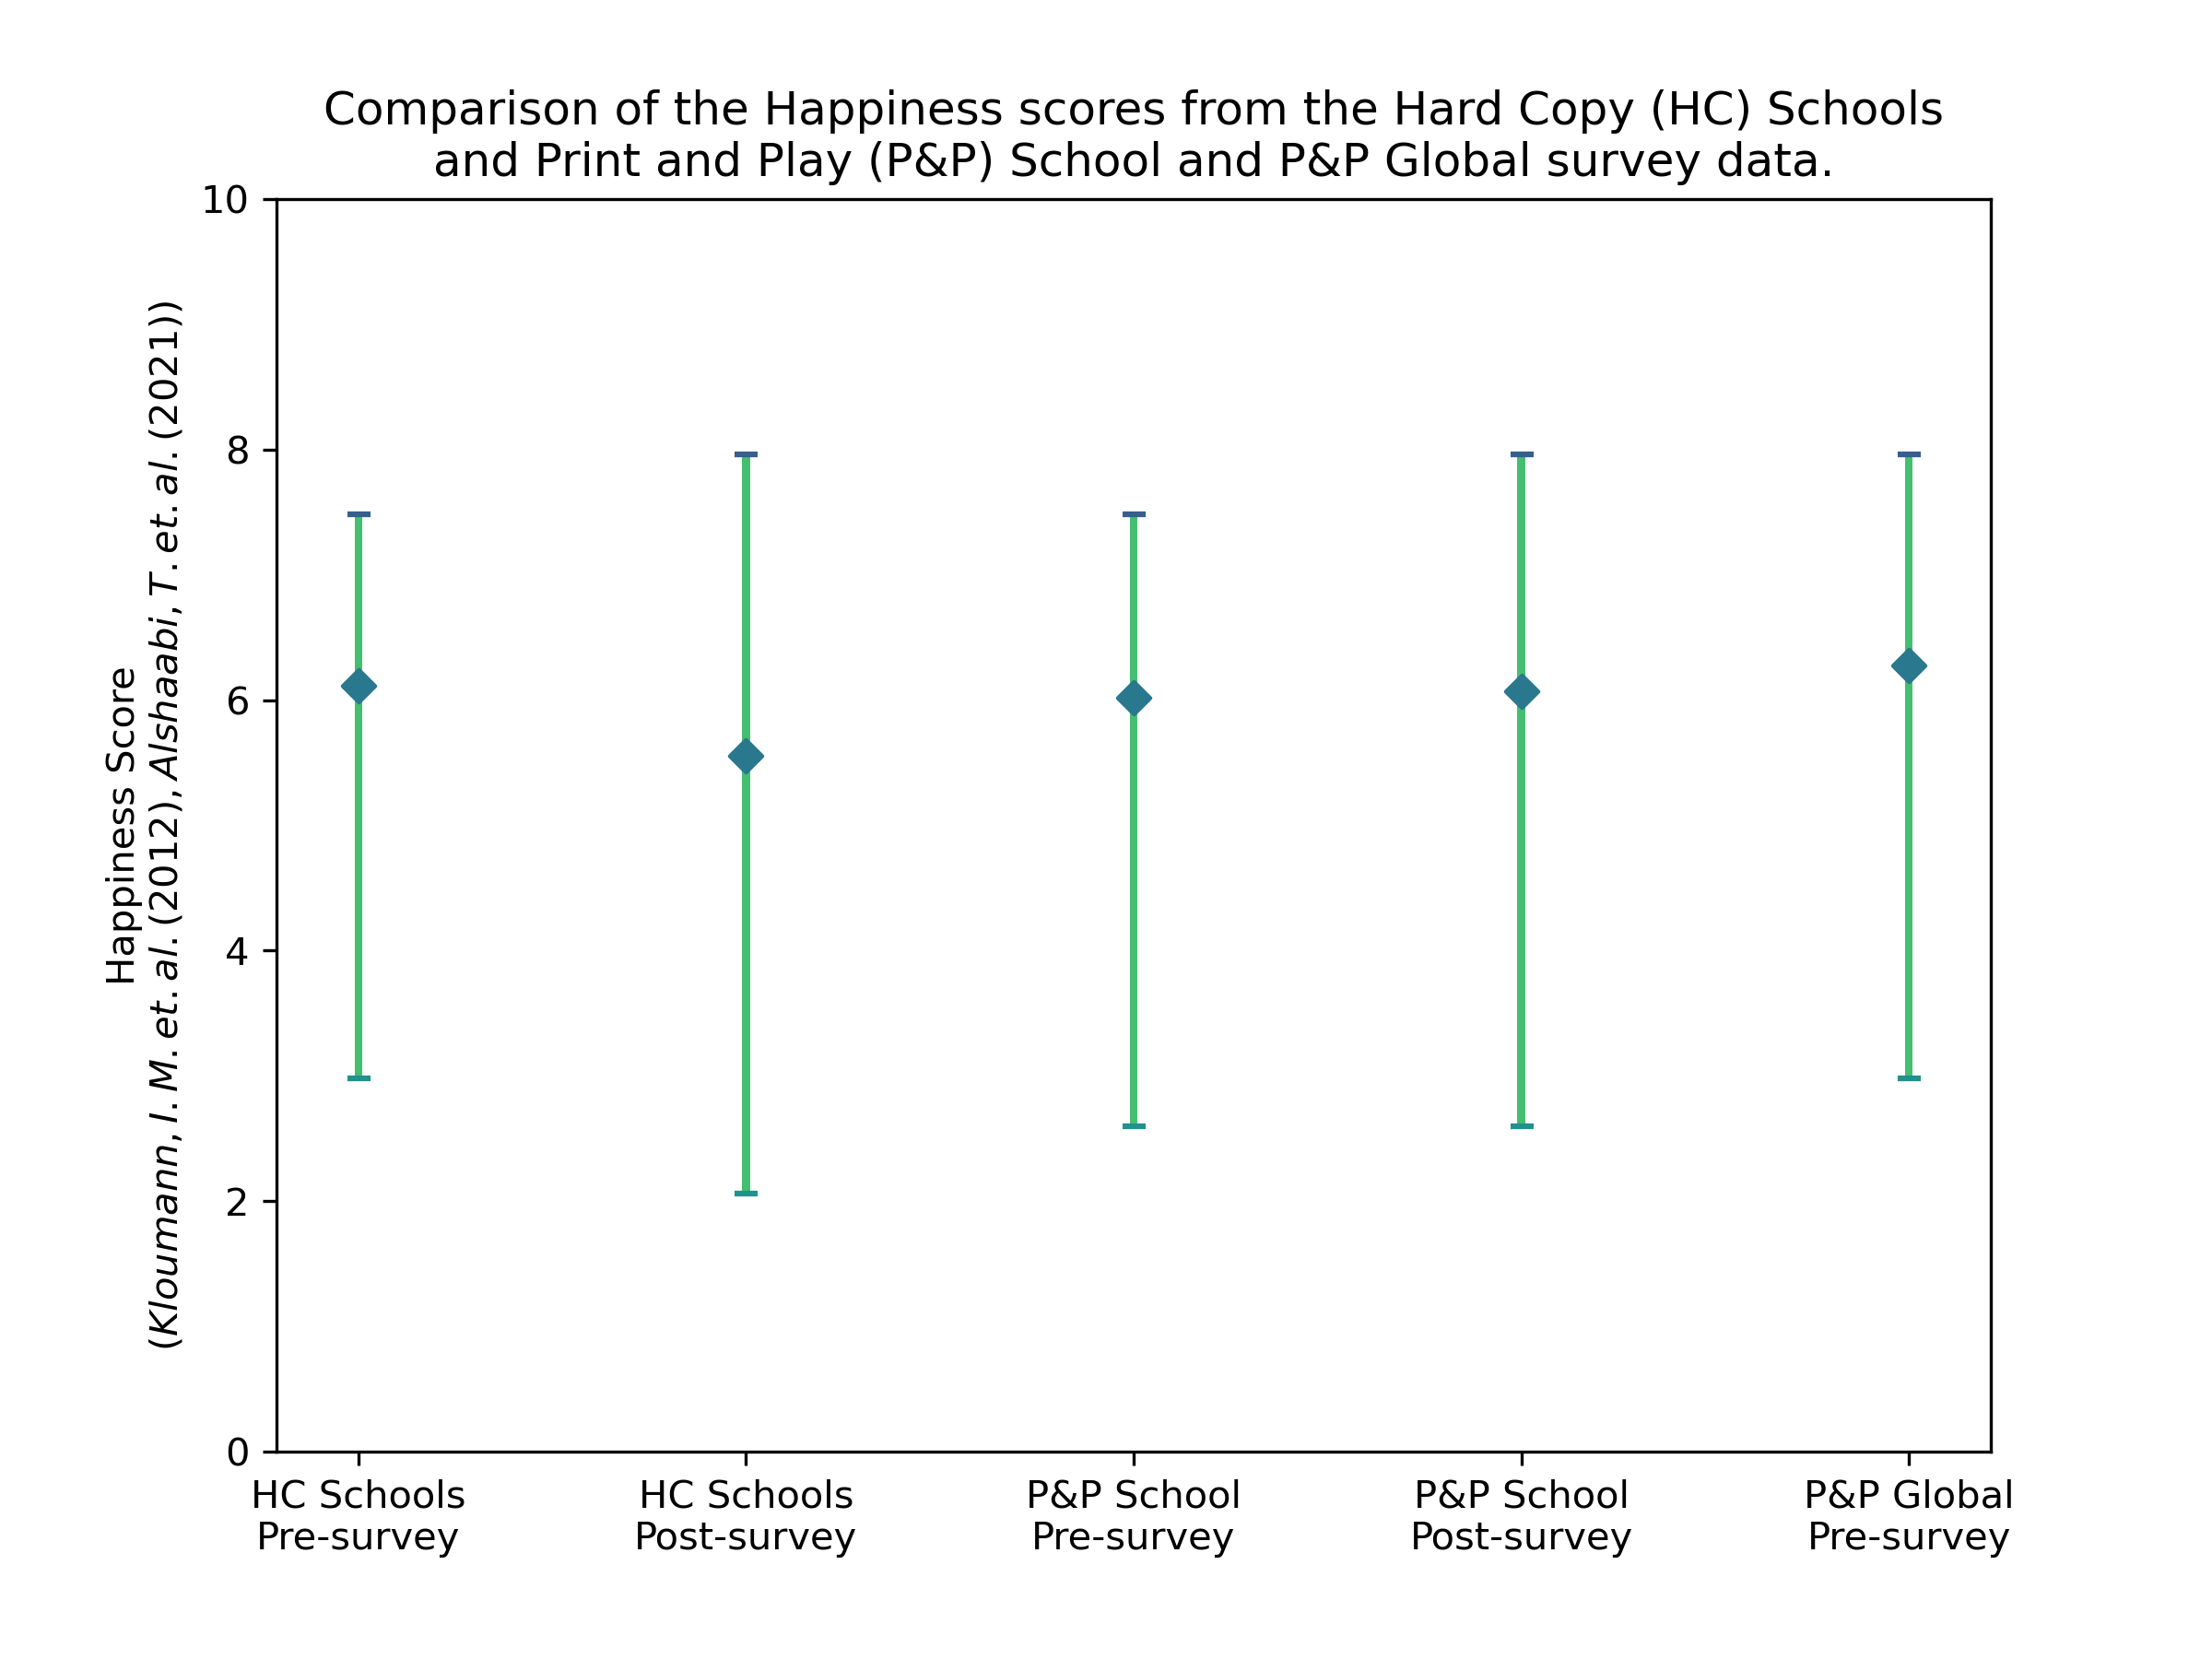 Comparison of the Happiness scores from the Hard Copy (HC) Schools
and Print and Play (P&P) School and P&P Global survey data.
Happiness Score
(Kloumann, I. M. et. al. (2012), Alshaabi, T. et. al. (2021))
10
8
6
4
2
0
HC Schools
Pre-survey
HC Schools
Post-survey
P&P School
Pre-survey
P&P School
Post-survey
P&P Global
Pre-survey